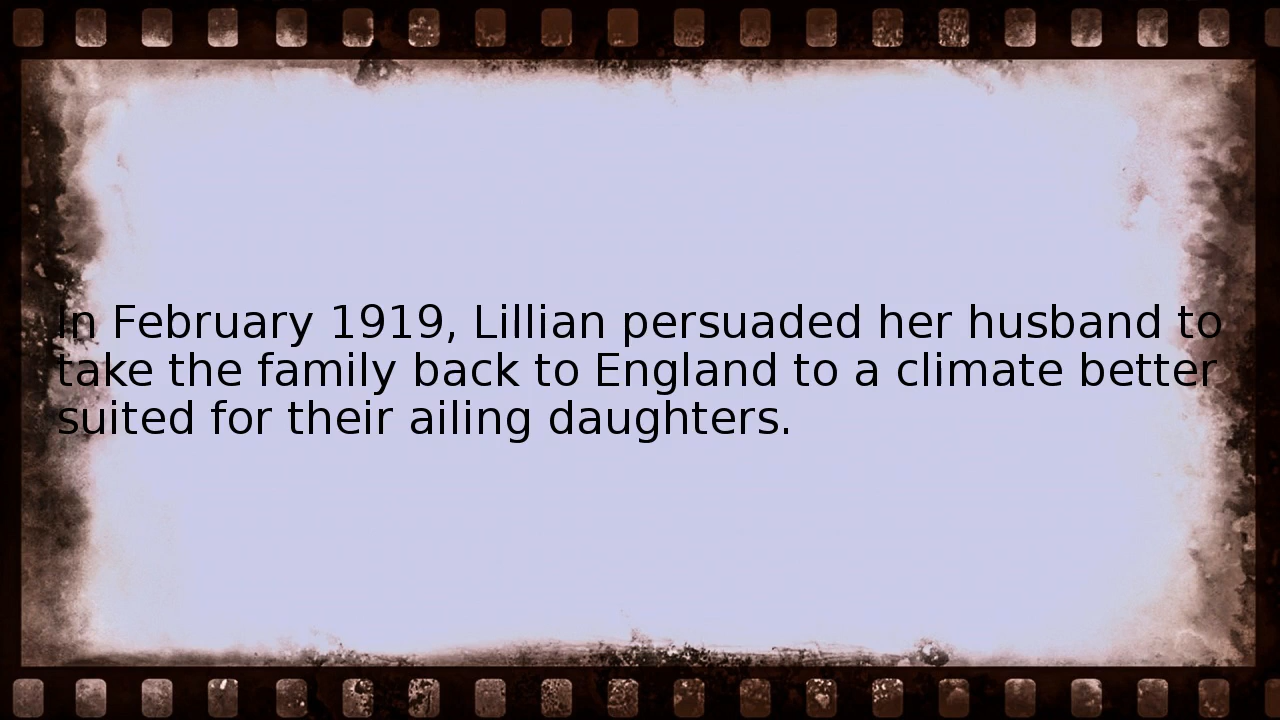 In February 1919, Lillian persuaded her husband to
take the family back to England to a climate better
suited for their ailing daughters.